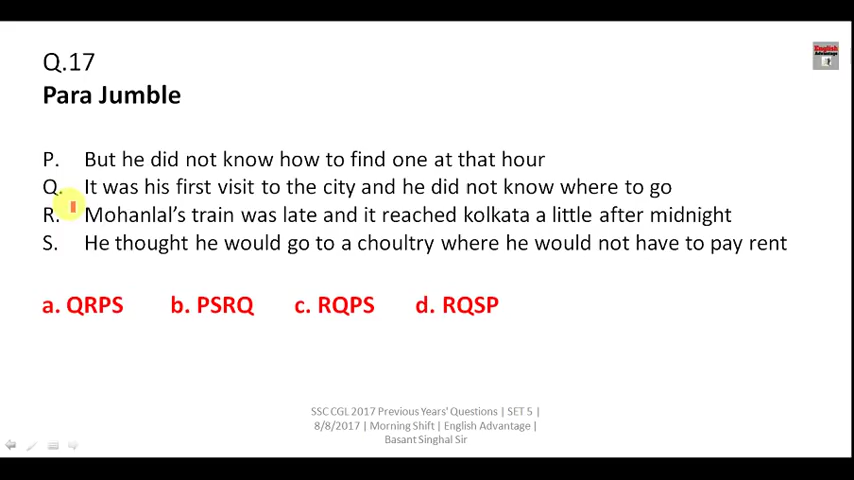 Q.17
English
Advantage
Para Jumble
P. But he did not know how to find one at that hour
Q. It was his first visit to the city and he did not know where to go
R. Mohanlal's train was late and it reached kolkata a little after midnight
S. He thought he would go to a choultry where he would not have to pay rent
a. QRPS b. PSRQ c. RQPS d. RQSP
SSC CGL 2017 Previous Years' Questions | SET 5 |
8/8/2017 | Morning Shift | English Advantage |
Basant Singhal Sir